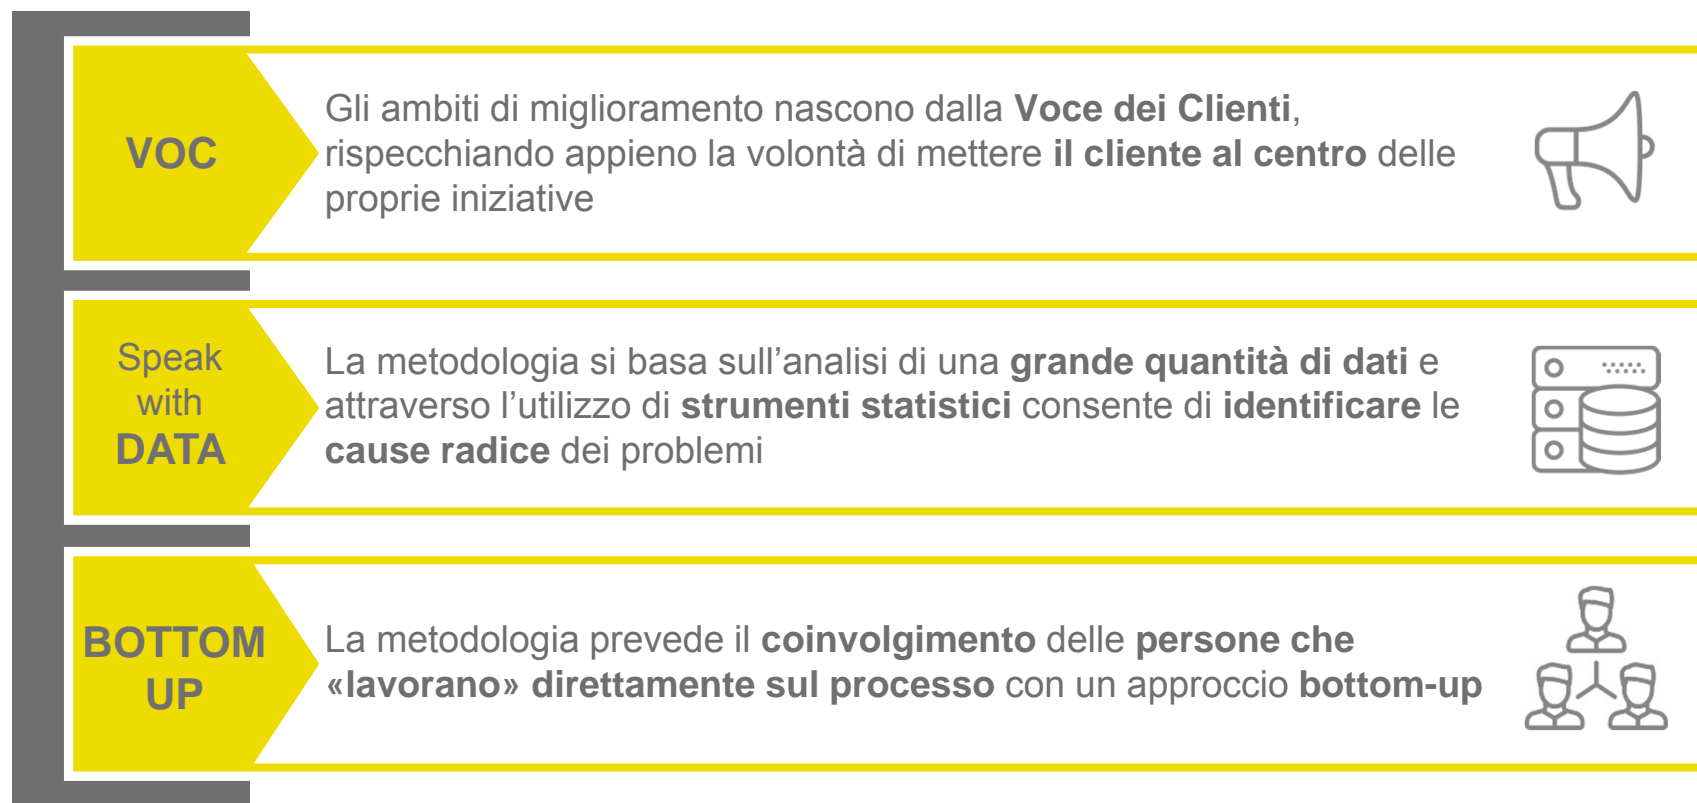 VOC
Gli ambiti di miglioramento nascono dalla Voce dei Clienti,
rispecchiando appieno la volontà di mettere il cliente al centro delle
proprie iniziative
Speak
with
DATA
La metodologia si basa sull’analisi di una grande quantità di dati e
attraverso l’utilizzo di strumenti statistici consente di identificare le
cause radice dei problemi
BOTTOM
UP
La metodologia prevede il coinvolgimento delle persone che
«lavorano» direttamente sul processo con un approccio bottom-up